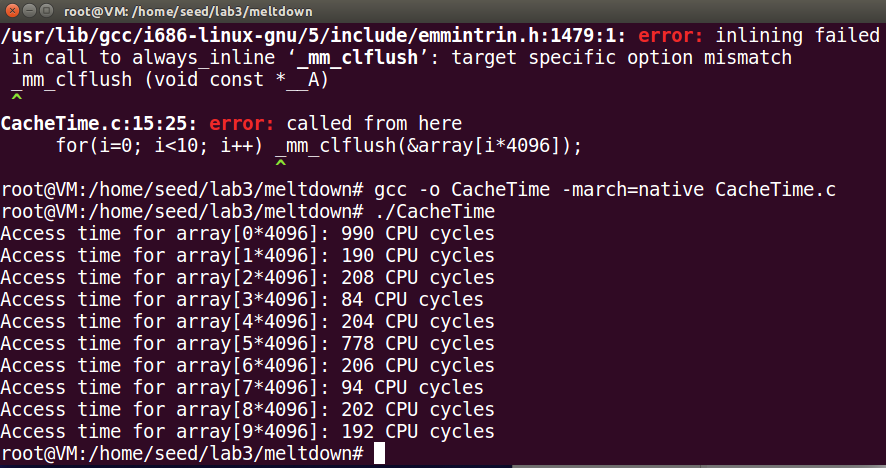 root@VM: /home/seed/lab3/meltdown
/usr/lib/gcc/i686-linux-gnu/5/include/emmintrin.h:1479:1: error: inlining failed
 in call to always_inline ‘_mm_clflush’: target specific option mismatch
 _mm_clflush (void const *__A)
 ^
CacheTime.c:15:25: error: called from here
     for(i=0; i<10; i++) _mm_clflush(&array[i*4096]);
                         ^
root@VM:/home/seed/lab3/meltdown# gcc -o CacheTime -march=native CacheTime.c
root@VM:/home/seed/lab3/meltdown# ./CacheTime
Access time for array[0*4096]: 990 CPU cycles
Access time for array[1*4096]: 190 CPU cycles
Access time for array[2*4096]: 208 CPU cycles
Access time for array[3*4096]: 84 CPU cycles
Access time for array[4*4096]: 204 CPU cycles
Access time for array[5*4096]: 778 CPU cycles
Access time for array[6*4096]: 206 CPU cycles
Access time for array[7*4096]: 94 CPU cycles
Access time for array[8*4096]: 202 CPU cycles
Access time for array[9*4096]: 192 CPU cycles
root@VM:/home/seed/lab3/meltdown#